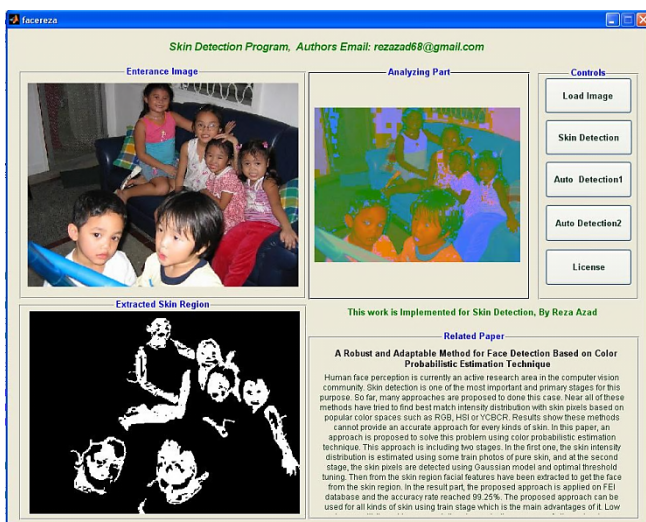 facereza
Skin Detection Program,  Authors Email: rezazad68@gmail.com
Enterance Image
Analyzing Part
Controls
Load Image
Skin Detection
Auto  Detection1
Auto Detection2
License
Extracted Skin Region
This work is Implemented for Skin Detection, By Reza Azad
Related Paper
A Robust and Adaptable Method for Face Detection Based on Color
Probabilistic Estimation Technique
Human face perception is currently an active research area in the computer vision
community. Skin detection is one of the most important and primary stages for this
purpose. So far, many approaches are proposed to done this case. Near all of these
methods have tried to find best match intensity distribution with skin pixels based on
popular color spaces such as RGB, HSI or YCBCR. Results show these methods
cannot provide an accurate approach for every kinds of skin. In this paper, an
approach is proposed to solve this problem using color probabilistic estimation
technique. This approach is including two stages. In the first one, the skin intensity
distribution is estimated using some train photos of pure skin, and at the second
stage, the skin pixels are detected using Gaussian model and optimal threshold
tuning. Then from the skin region facial features have been extracted to get the face
from the skin region. In the result part, the proposed approach is applied on FEI
database and the accuracy rate reached 99.25%. The proposed approach can be
used for all kinds of skin using train stage which is the main advantages of it. Low